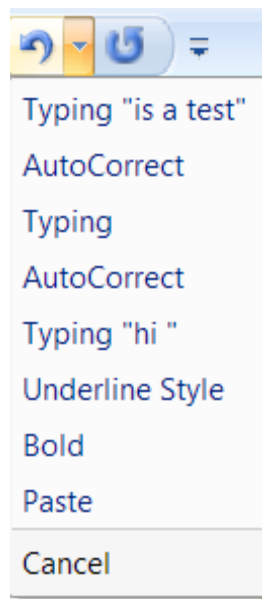 Typing "is a test"
AutoCorrect
Typing
AutoCorrect
Typing "hi "
Underline Style
Bold
Paste
Cancel